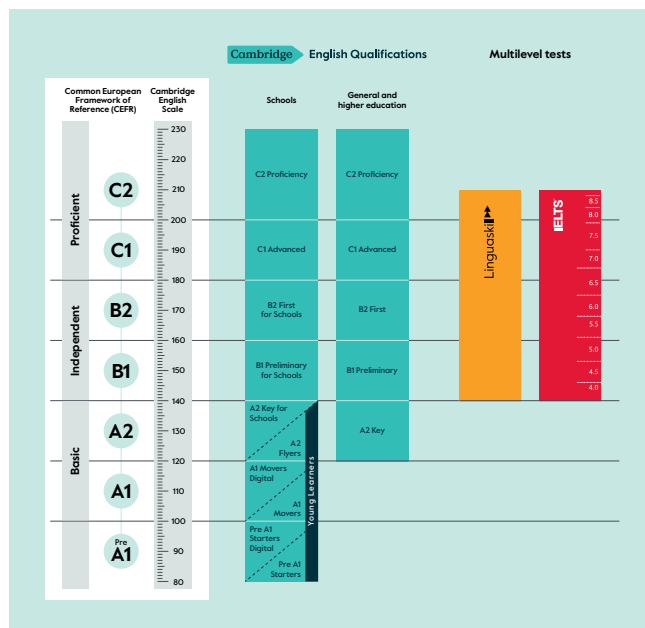 Cambridge English Qualifications
Multilevel tests
Common European
Framework of
Reference (CEFR)
Cambridge
English
Scale
Schools
General and
higher education
Proficient
Independent
Basic
C2
C1
B2
B1
A2
A1
Pre
A1
230
220
210
200
190
180
170
160
150
140
130
120
110
100
90
80
C2 Proficiency
C1 Advanced
B2 First
for Schools
B1 Preliminary
for Schools
A2 Key for
Schools
A2
Flyers
A1 Movers
Digital
A1
Movers
Pre A1
Starters
Digital
Pre A1
Starters
Young Learners
C2 Proficiency
C1 Advanced
B2 First
B1 Preliminary
A2 Key
Linguaskill
IELTS
8.5
8.0
7.5
7.0
6.5
6.0
5.5
5.0
4.5
4.0